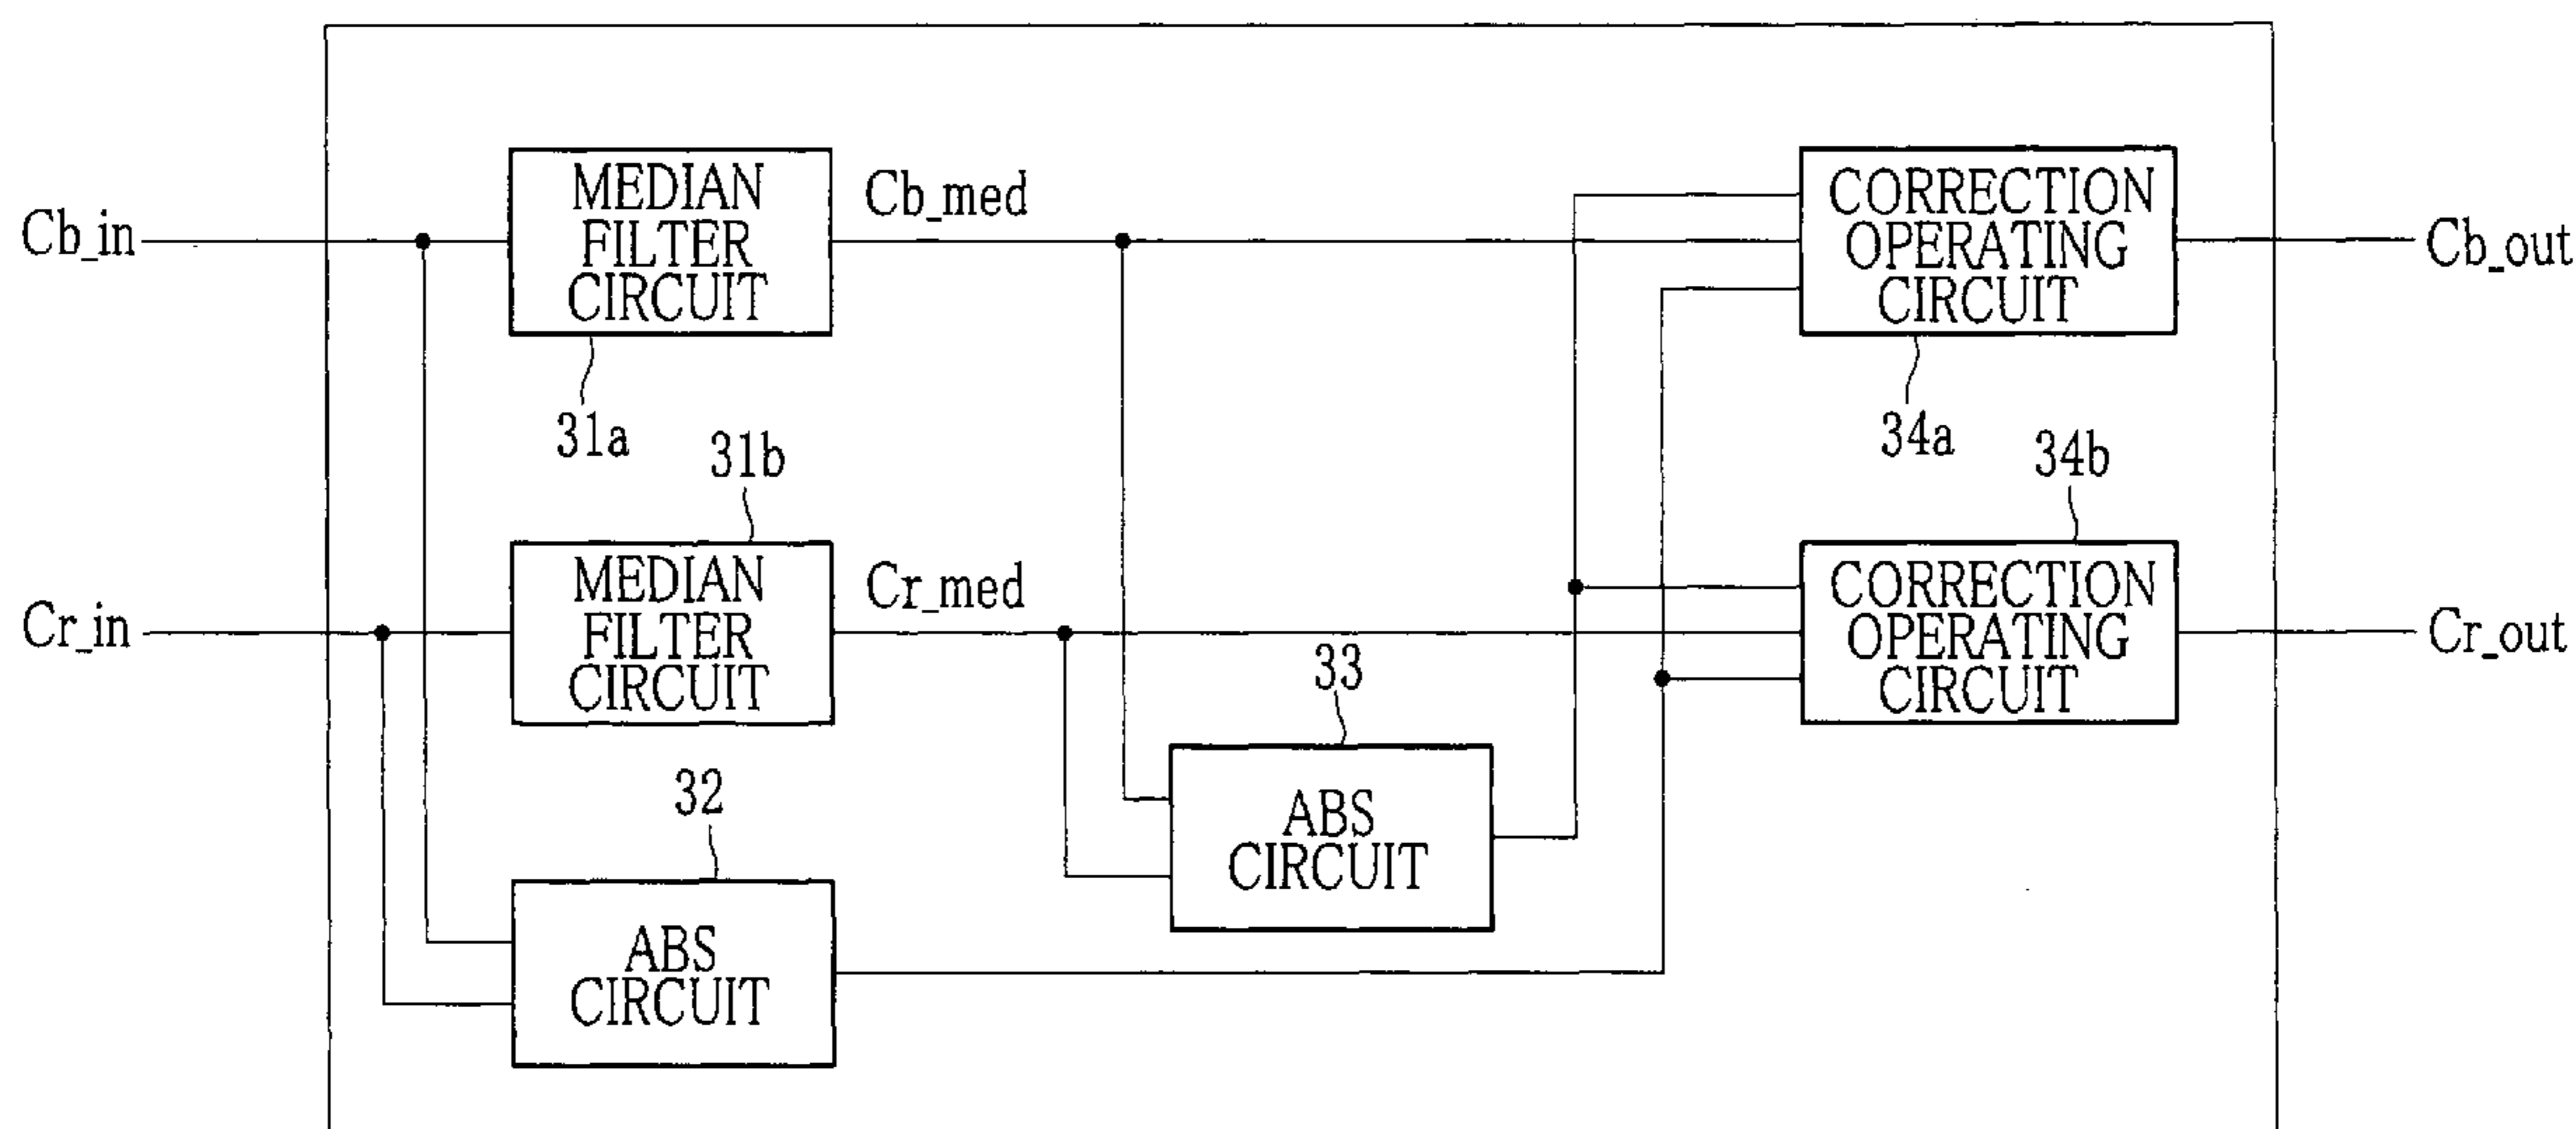 Cb_in
MEDIAN
FILTER
CIRCUIT
31a
Cb_med
CORRECTION
OPERATING
CIRCUIT
34a
Cb_out
Cr_in
31b
MEDIAN
FILTER
CIRCUIT
Cr_med
34b
CORRECTION
OPERATING
CIRCUIT
Cr_out
32
ABS
CIRCUIT
33
ABS
CIRCUIT